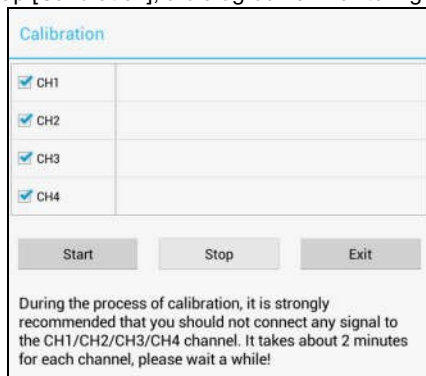 Calibration
CH1
CH2
CH3
CH4
Start Stop Exit
During the process of calibration, it is strongly
recommended that you should not connect any signal to
the CH1/CH2/CH3/CH4 channel. It takes about 2 minutes
for each channel, please wait a while!